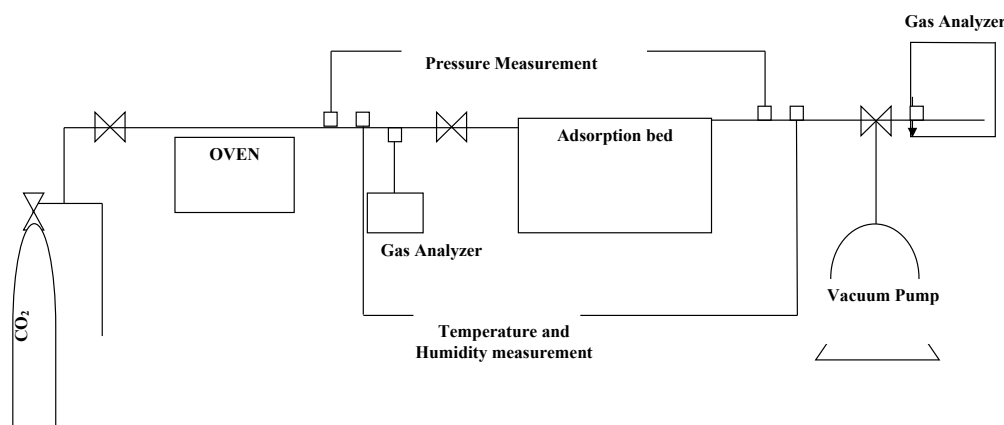 Gas Analyzer
Pressure Measurement
Adsorption bed
OVEN
Gas Analyzer
Vacuum Pump
CO₂
Temperature and
Humidity measurement